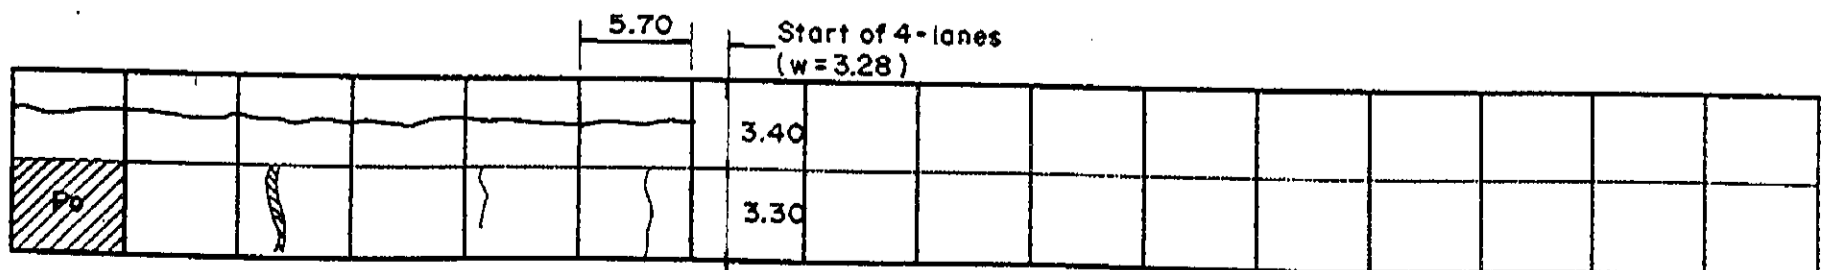 5.70
Start of 4-lanes
(w = 3.28)
3.40
Po
3.30